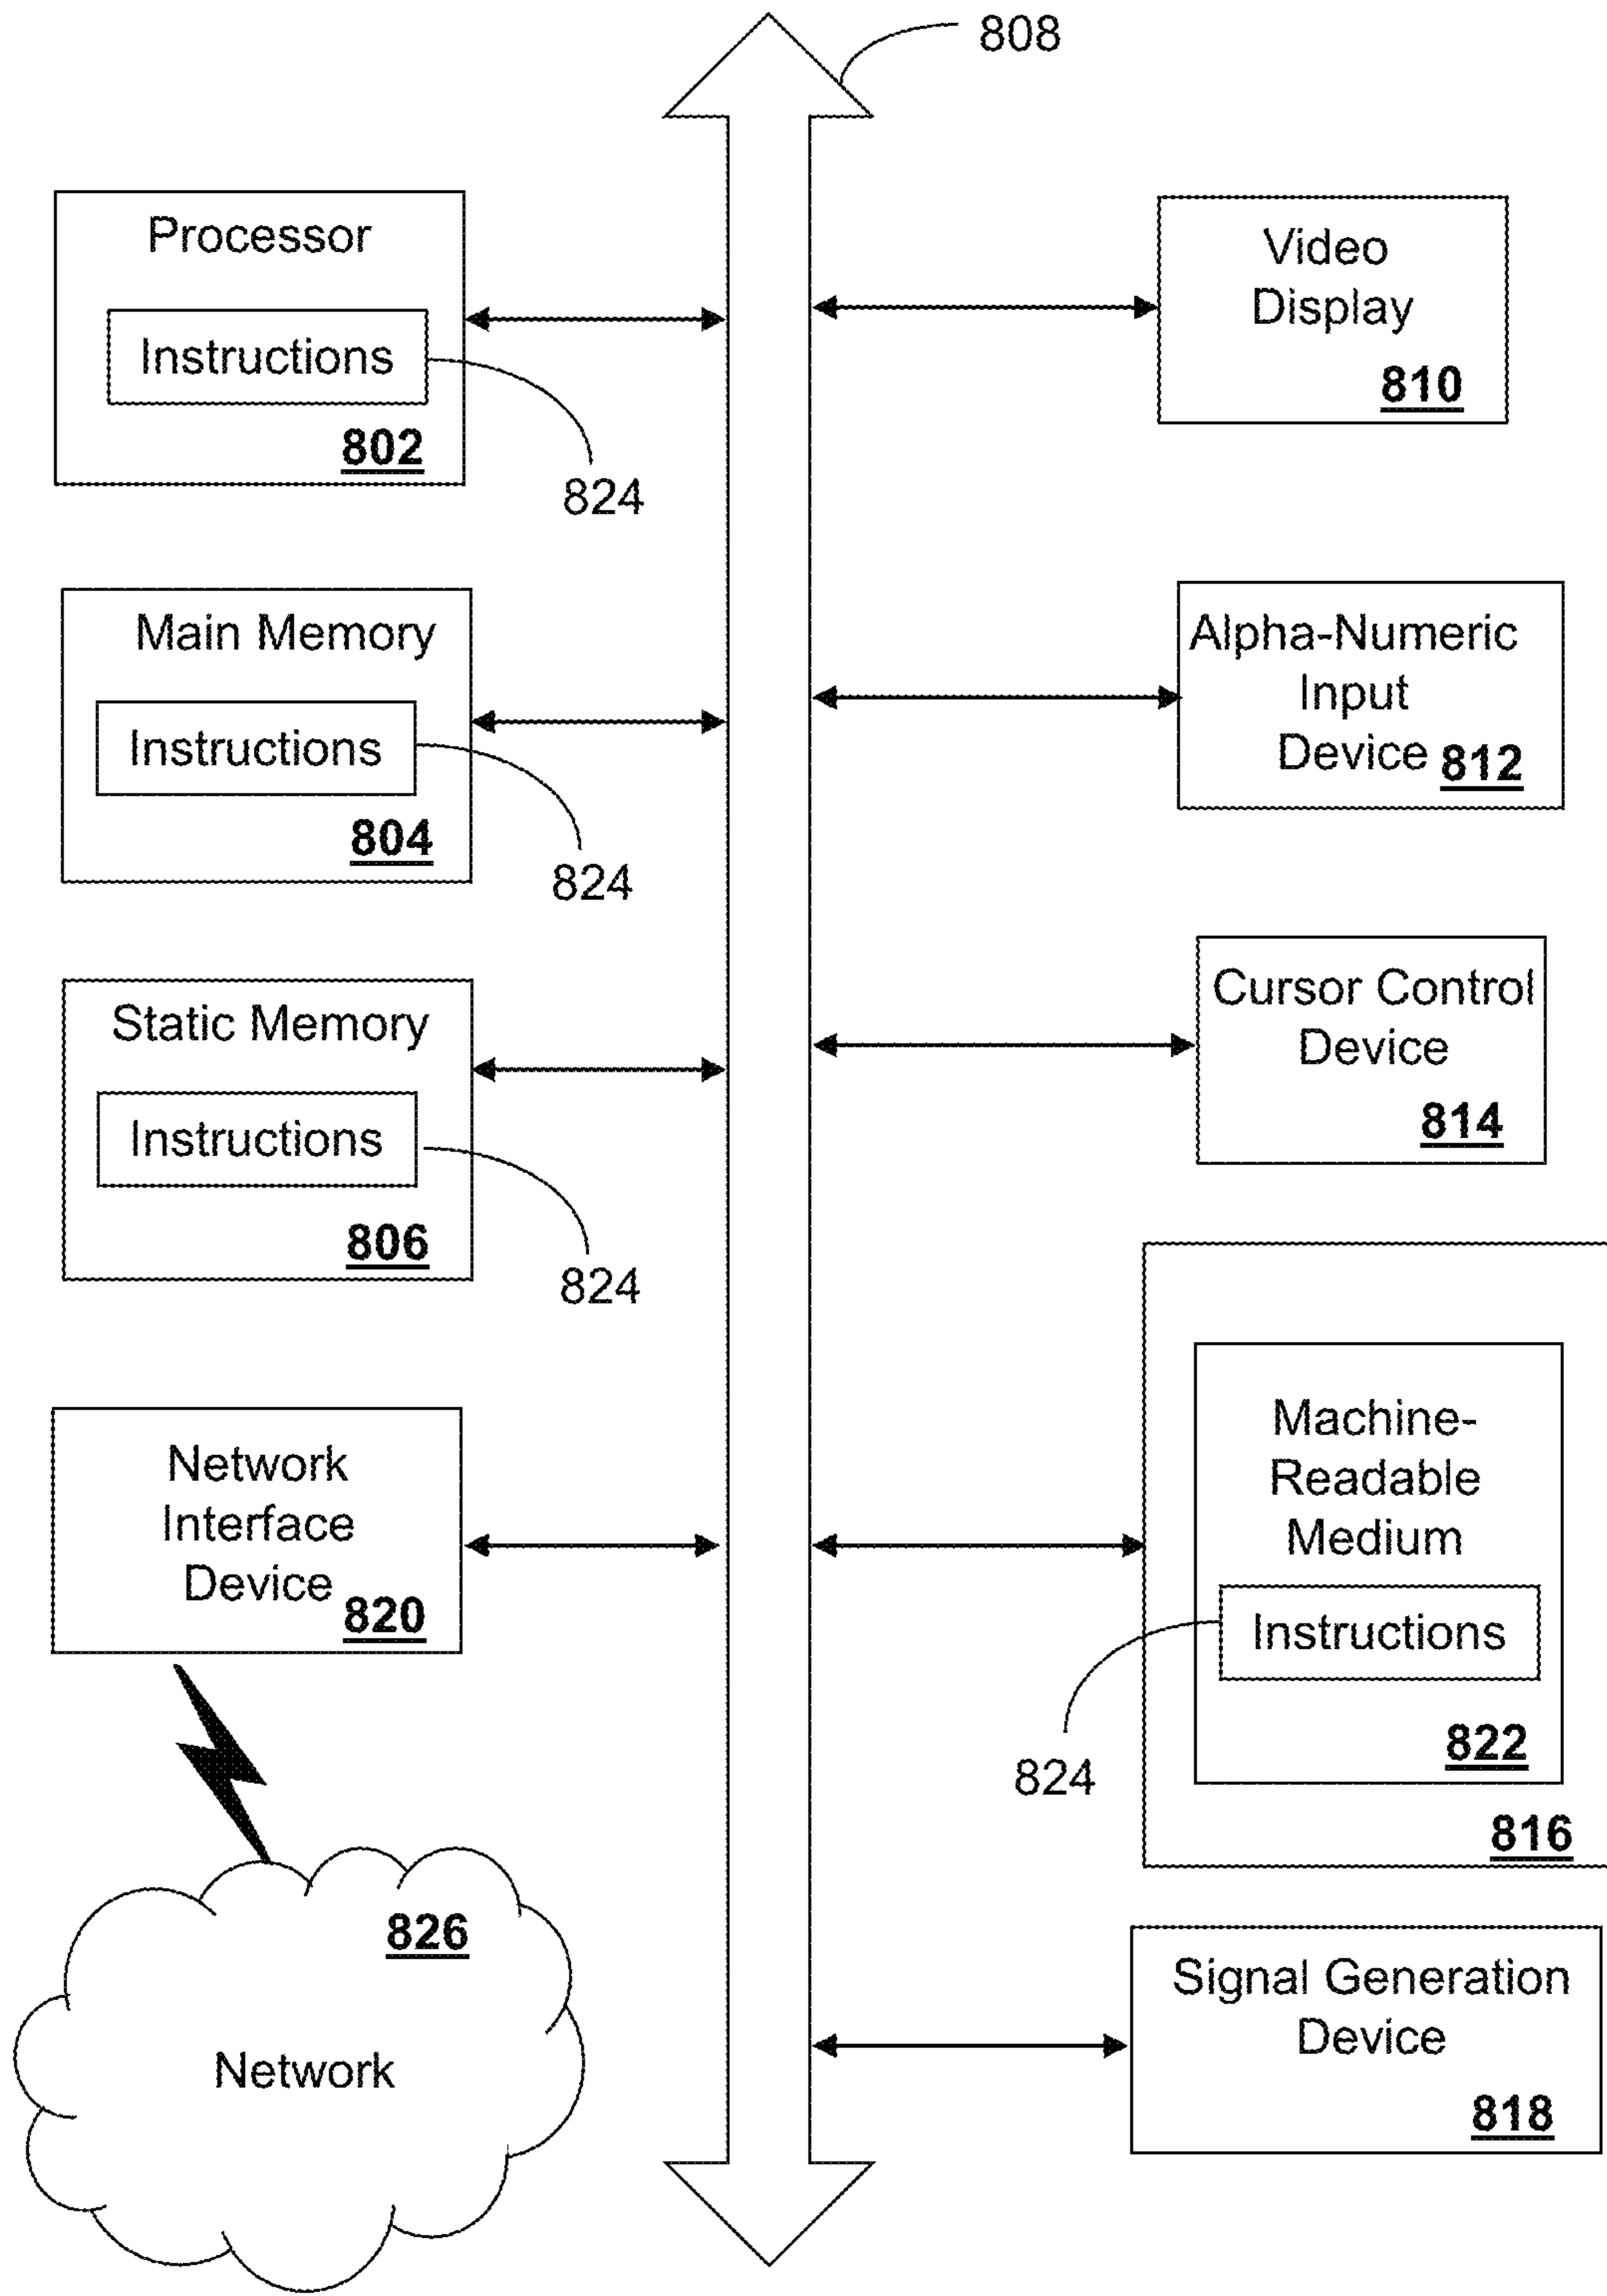 808
Processor
Instructions
802
824
Main Memory
Instructions
804
824
Static Memory
Instructions
806
824
Network
Interface
Device
820
826
Network
Video
Display
810
Alpha-Numeric
Input
Device
812
Cursor Control
Device
814
Machine-
Readable
Medium
Instructions
822
824
816
Signal Generation
Device
818